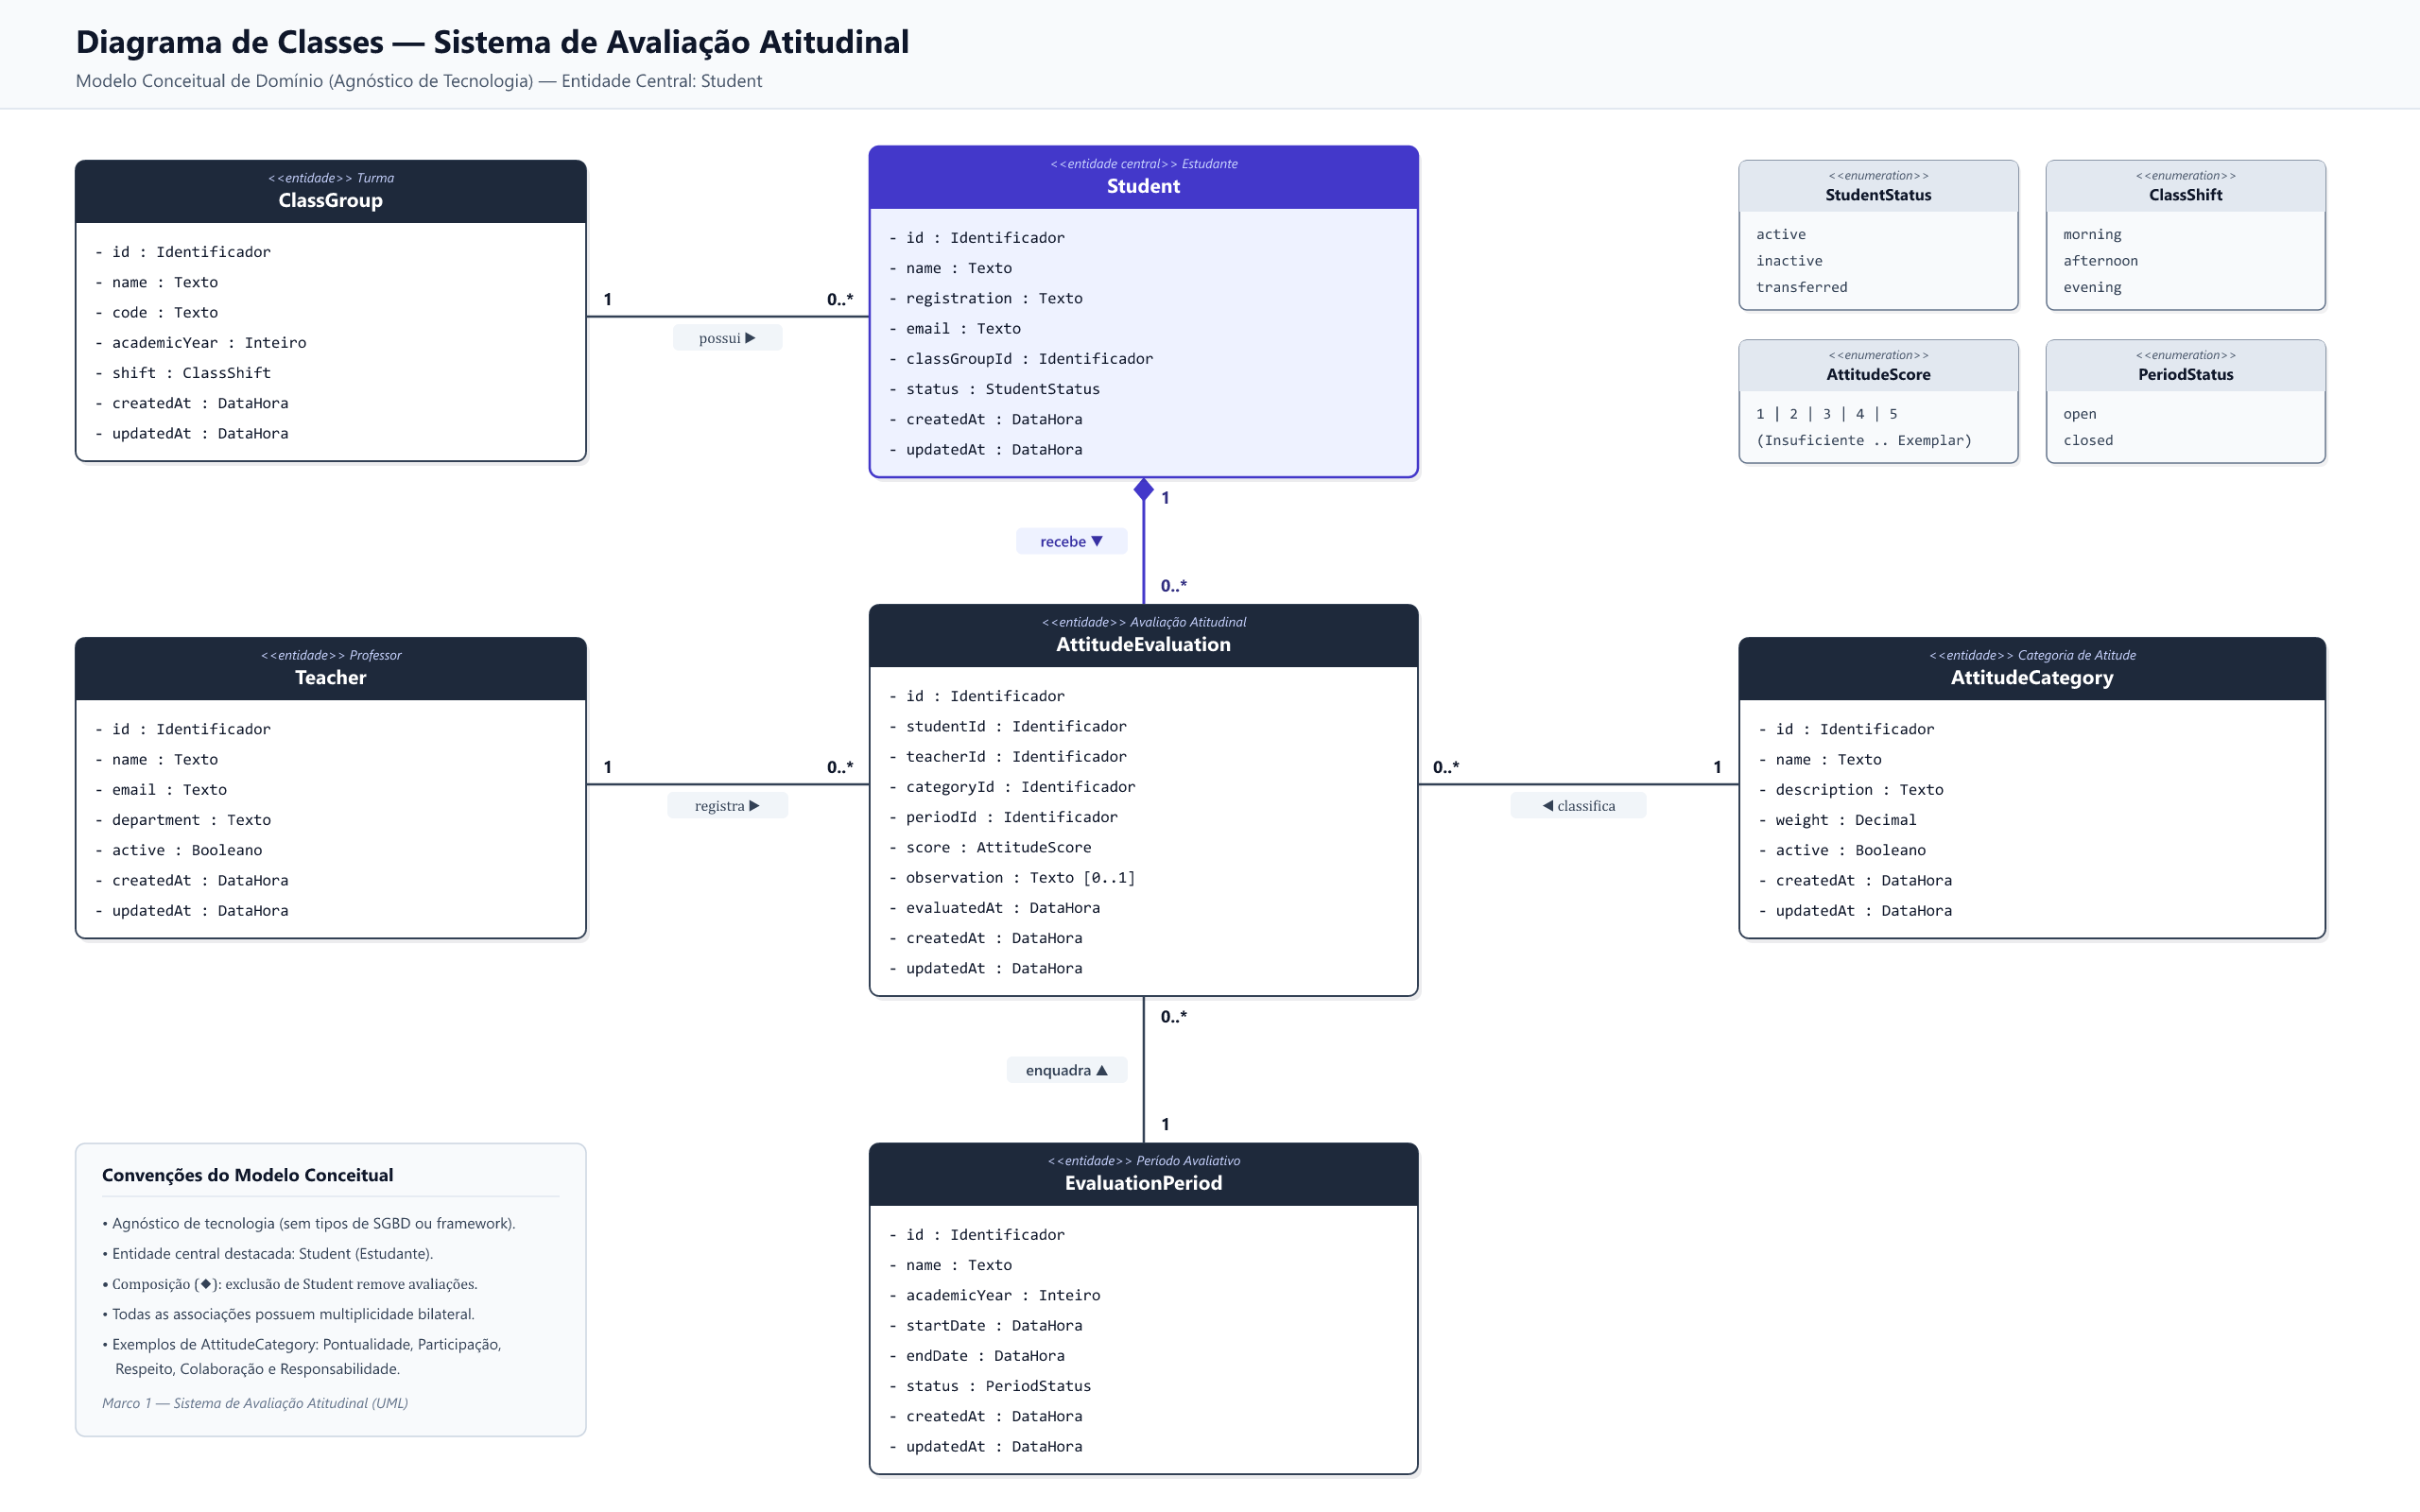 Diagrama de Classes — Sistema de Avaliação Atitudinal
Modelo Conceitual de Domínio (Agnóstico de Tecnologia) — Entidade Central: Student
<<entidade>> Turma
ClassGroup
- id : Identificador
- name : Texto
- code : Texto
- academicYear : Inteiro
- shift : ClassShift
- createdAt : DataHora
- updatedAt : DataHora
1
0..*
possui ▶
<<entidade central>> Estudante
Student
- id : Identificador
- name : Texto
- registration : Texto
- email : Texto
- classGroupId : Identificador
- status : StudentStatus
- createdAt : DataHora
- updatedAt : DataHora
<<enumeration>>
StudentStatus
active
inactive
transferred
<<enumeration>>
ClassShift
morning
afternoon
evening
<<enumeration>>
AttitudeScore
1 | 2 | 3 | 4 | 5
(Insuficiente .. Exemplar)
<<enumeration>>
PeriodStatus
open
closed
1
recebe ▼
0..*
<<entidade>> Professor
Teacher
- id : Identificador
- name : Texto
- email : Texto
- department : Texto
- active : Booleano
- createdAt : DataHora
- updatedAt : DataHora
1
0..*
registra ▶
<<entidade>> Avaliação Atitudinal
AttitudeEvaluation
- id : Identificador
- studentId : Identificador
- teacherId : Identificador
- categoryId : Identificador
- periodId : Identificador
- score : AttitudeScore
- observation : Texto [0..1]
- evaluatedAt : DataHora
- createdAt : DataHora
- updatedAt : DataHora
0..*
1
◀ classifica
<<entidade>> Categoria de Atitude
AttitudeCategory
- id : Identificador
- name : Texto
- description : Texto
- weight : Decimal
- active : Booleano
- createdAt : DataHora
- updatedAt : DataHora
0..*
enquadra ▲
1
Convenções do Modelo Conceitual
• Agnóstico de tecnologia (sem tipos de SGBD ou framework).
• Entidade central destacada: Student (Estudante).
• Composição (◆): exclusão de Student remove avaliações.
• Todas as associações possuem multiplicidade bilateral.
• Exemplos de AttitudeCategory: Pontualidade, Participação,
Respeito, Colaboração e Responsabilidade.
Marco 1 — Sistema de Avaliação Atitudinal (UML)
<<entidade>> Período Avaliativo
EvaluationPeriod
- id : Identificador
- name : Texto
- academicYear : Inteiro
- startDate : DataHora
- endDate : DataHora
- status : PeriodStatus
- createdAt : DataHora
- updatedAt : DataHora